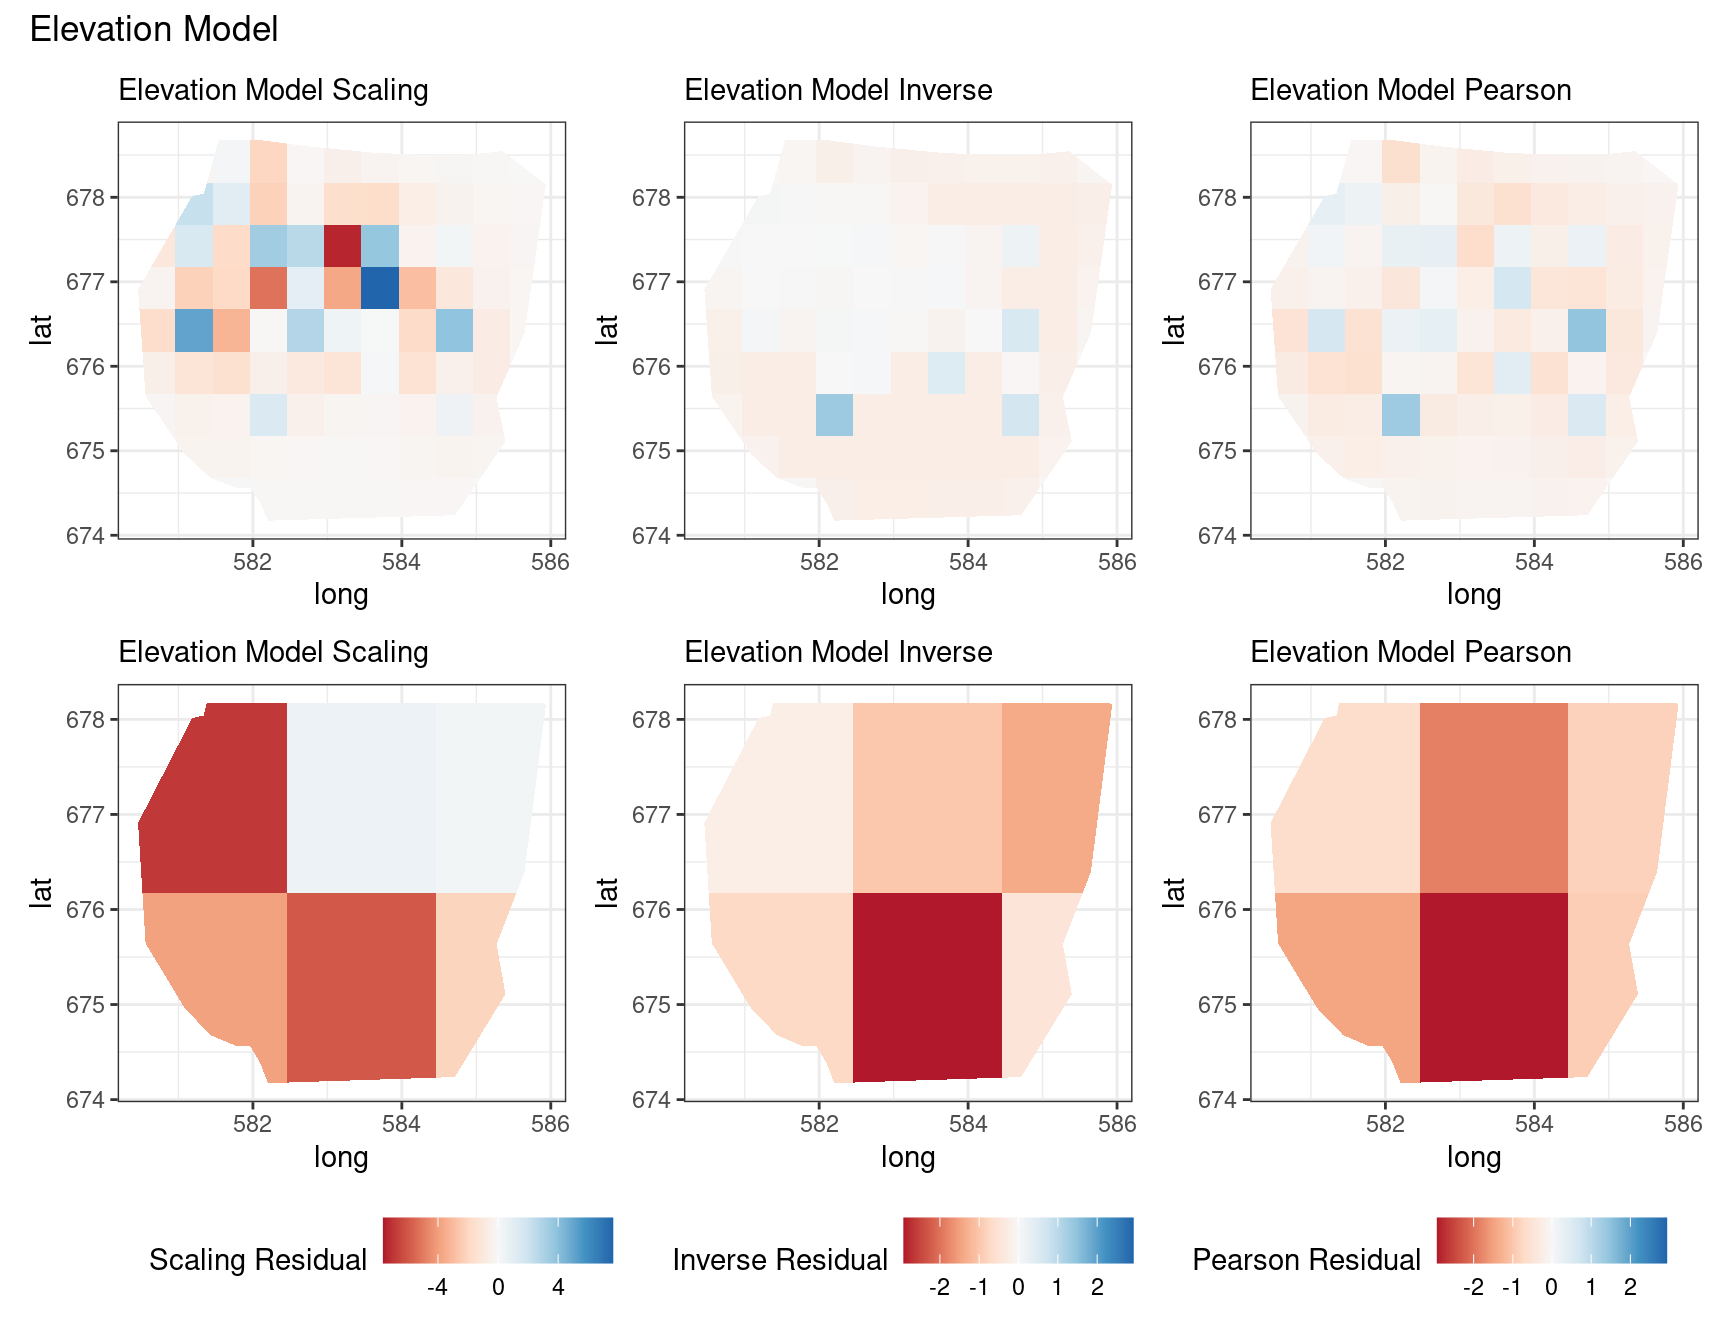 Elevation Model
Elevation Model Scaling
Elevation Model Inverse
Elevation Model Pearson
678
677
676
675
674
lat
582
584
586
long
678
677
676
675
674
lat
582
584
586
long
678
677
676
675
674
lat
582
584
586
long
Elevation Model Scaling
Elevation Model Inverse
Elevation Model Pearson
678
677
676
675
674
lat
582
584
586
long
678
677
676
675
674
lat
582
584
586
long
678
677
676
675
674
lat
582
584
586
long
Scaling Residual
-4
0
4
Inverse Residual
-2
-1
0
1
2
Pearson Residual
-2
-1
0
1
2